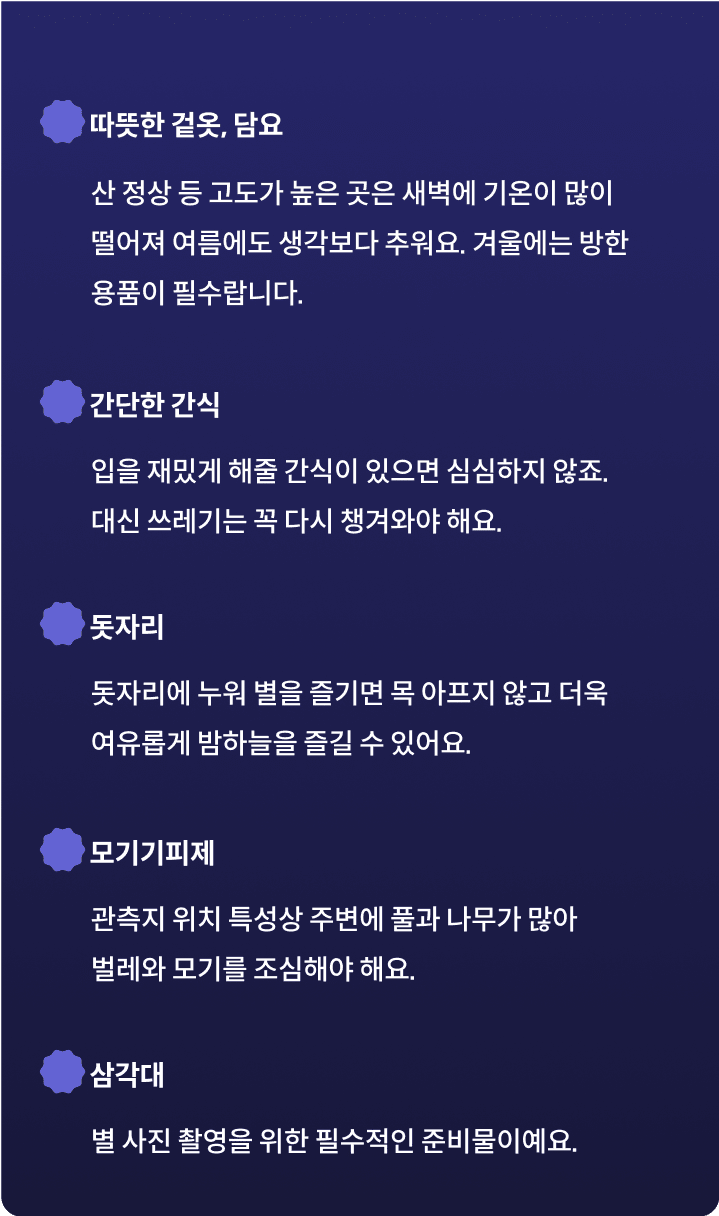 따뜻한 겉옷, 담요
산 정상 등 고도가 높은 곳은 새벽에 기온이 많이
떨어져 여름에도 생각보다 추워요. 겨울에는 방한
용품이 필수랍니다.
간단한 간식
입을 재밌게 해줄 간식이 있으면 심심하지 않죠.
대신 쓰레기는 꼭 다시 챙겨와야 해요.
돗자리
돗자리에 누워 별을 즐기면 목 아프지 않고 더욱
여유롭게 밤하늘을 즐길 수 있어요.
모기기피제
관측지 위치 특성상 주변에 풀과 나무가 많아
벌레와 모기를 조심해야 해요.
삼각대
별 사진 촬영을 위한 필수적인 준비물이예요.